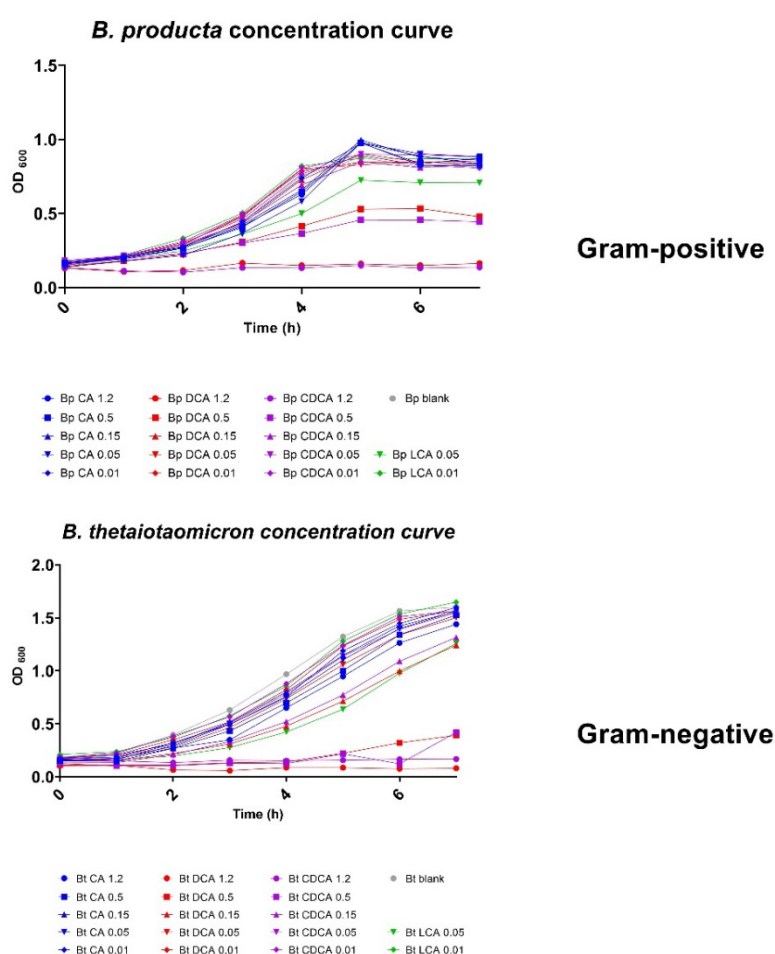 B. producta concentration curve
1.5
1.0
0.5
0.0
OD 600
0 2 4 6
Time (h)
Gram-positive
Bp CA 1.2 Bp DCA 1.2 Bp CDCA 1.2 Bp blank
Bp CA 0.5 Bp DCA 0.5 Bp CDCA 0.5
Bp CA 0.15 Bp DCA 0.15 Bp CDCA 0.15
Bp CA 0.05 Bp DCA 0.05 Bp CDCA 0.05 Bp LCA 0.05
Bp CA 0.01 Bp DCA 0.01 Bp CDCA 0.01 Bp LCA 0.01
B. thetaiotaomicron concentration curve
2.0
1.5
1.0
0.5
0.0
OD 600
0 2 4 6
Time (h)
Gram-negative
Bt CA 1.2 Bt DCA 1.2 Bt CDCA 1.2 Bt blank
Bt CA 0.5 Bt DCA 0.5 Bt CDCA 0.5
Bt CA 0.15 Bt DCA 0.15 Bt CDCA 0.15
Bt CA 0.05 Bt DCA 0.05 Bt CDCA 0.05 Bt LCA 0.05
Bt CA 0.01 Bt DCA 0.01 Bt CDCA 0.01 Bt LCA 0.01